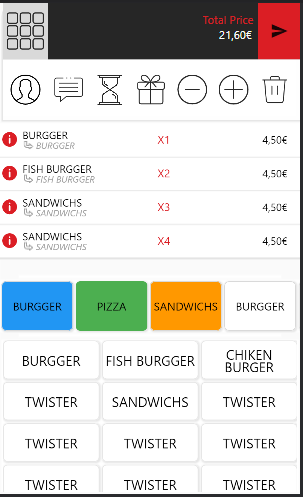 Total Price
21,60€
BURGGER X1 4,50€
BURGGER
FISH BURGGER X2 4,50€
FISH BURGGER
SANDWICHS X3 4,50€
SANDWICHS
SANDWICHS X4 4,50€
SANDWICHS
BURGGER PIZZA SANDWICHS BURGGER
BURGGER FISH BURGGER CHIKEN
BURGER
TWISTER SANDWICHS TWISTER
TWISTER TWISTER TWISTER
TWISTER TWISTER TWISTER